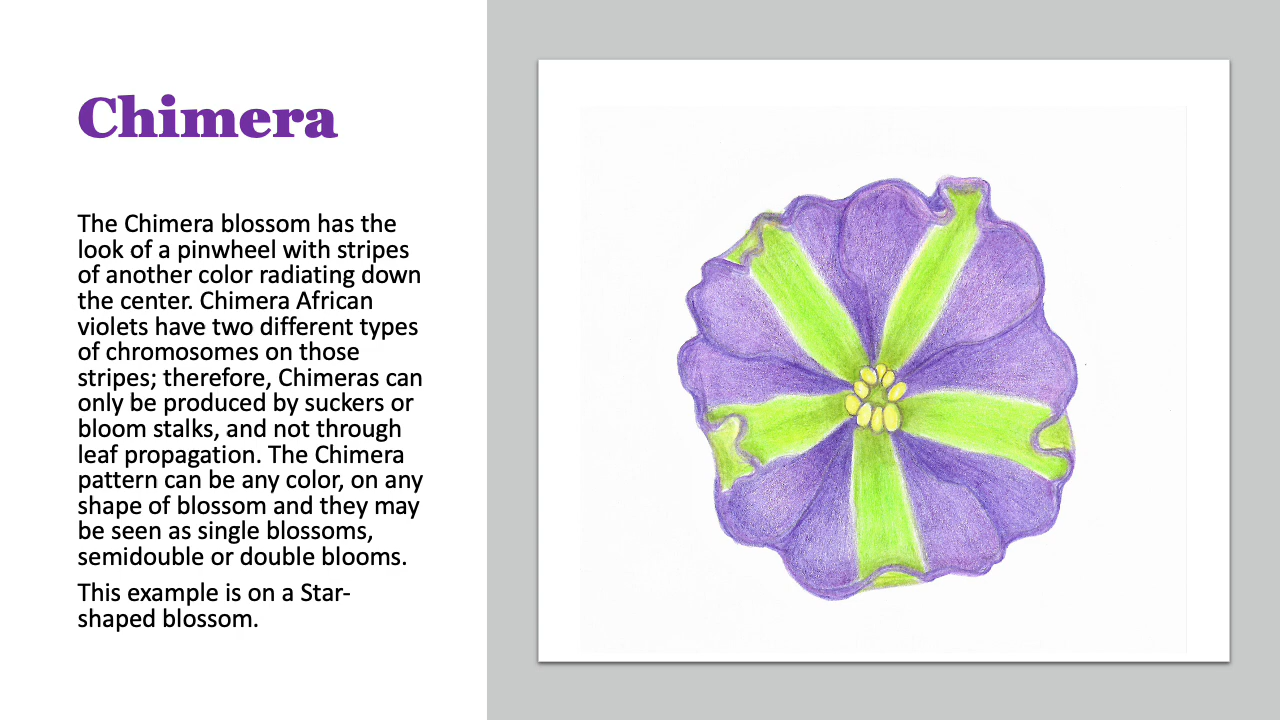 Chimera
The Chimera blossom has the
look of a pinwheel with stripes
of another color radiating down
the center. Chimera African
violets have two different types
of chromosomes on those
stripes; therefore, Chimeras can
only be produced by suckers or
bloom stalks, and not through
leaf propagation. The Chimera
pattern can be any color, on any
shape of blossom and they may
be seen as single blossoms,
semidouble or double blooms.
This example is on a Star-
shaped blossom.